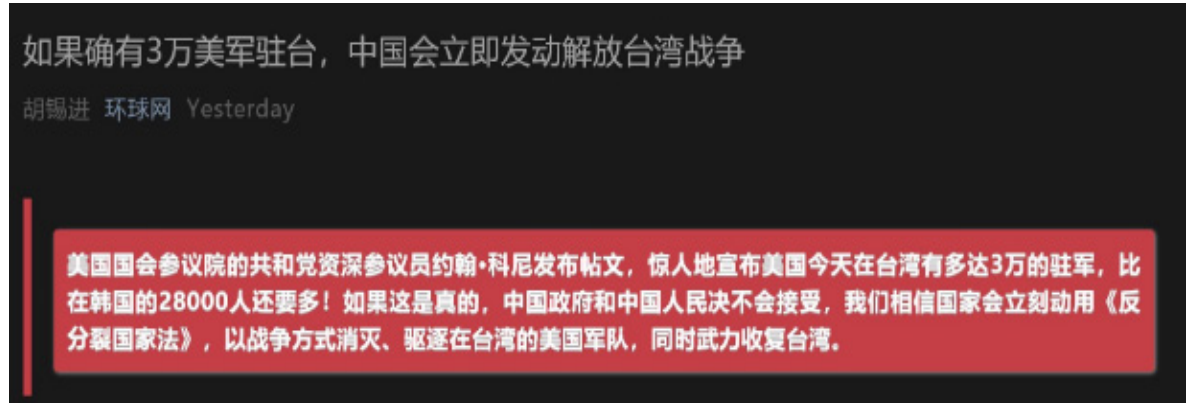 如果确有3万美军驻台，中国会立即发动解放台湾战争
胡锡进 环球网 Yesterday
美国国会参议院的共和党资深参议员约翰•科尼发布帖文，惊人地宣布美国今天在台湾有多达3万的驻军，比
在韩国的28000人还要多！如果这是真的，中国政府和中国人民决不会接受，我们相信国家会立刻动用《反
分裂国家法》，以战争方式消灭、驱逐在台湾的美国军队，同时武力收复台湾。